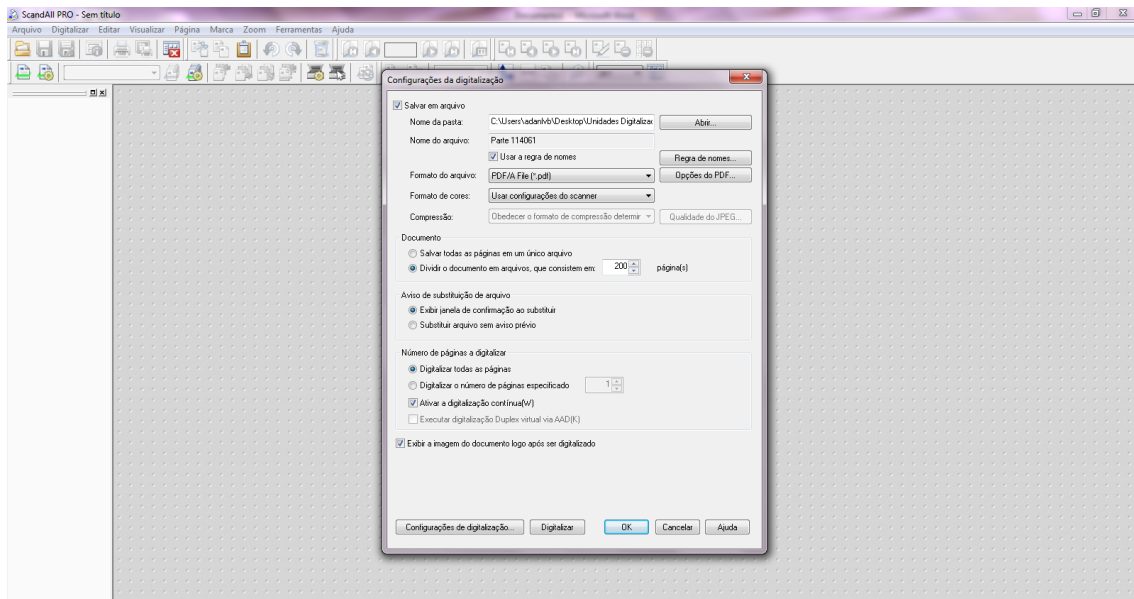 ScandAll PRO - Sem título
Arquivo Digitalizar Editar Visualizar Página Marca Zoom Ferramentas Ajuda
Configurações da digitalização
Salvar em arquivo
Nome da pasta: C:\Users\adanlvb\Desktop\Unidades Digitalizac Abrir...
Nome do arquivo: Parte 114061
Usar a regra de nomes Regra de nomes...
Formato do arquivo: PDF/A File (*.pdf) Opções do PDF...
Formato de cores: Usar configurações do scanner
Compressão: Obedecer o formato de compressão determir Qualidade do JPEG...
Documento
Salvar todas as páginas em um único arquivo
Dividir o documento em arquivos, que consistem em: 200 página(s)
Aviso de substituição de arquivo
Exibir janela de confirmação ao substituir
Substituir arquivo sem aviso prévio
Número de páginas a digitalizar
Digitalizar todas as páginas
Digitalizar o número de páginas especificado 1
Ativar a digitalização contínua(W)
Executar digitalização Duplex virtual via AAD(K)
Exibir a imagem do documento logo após ser digitalizado
Configurações de digitalização... Digitalizar OK Cancelar Ajuda